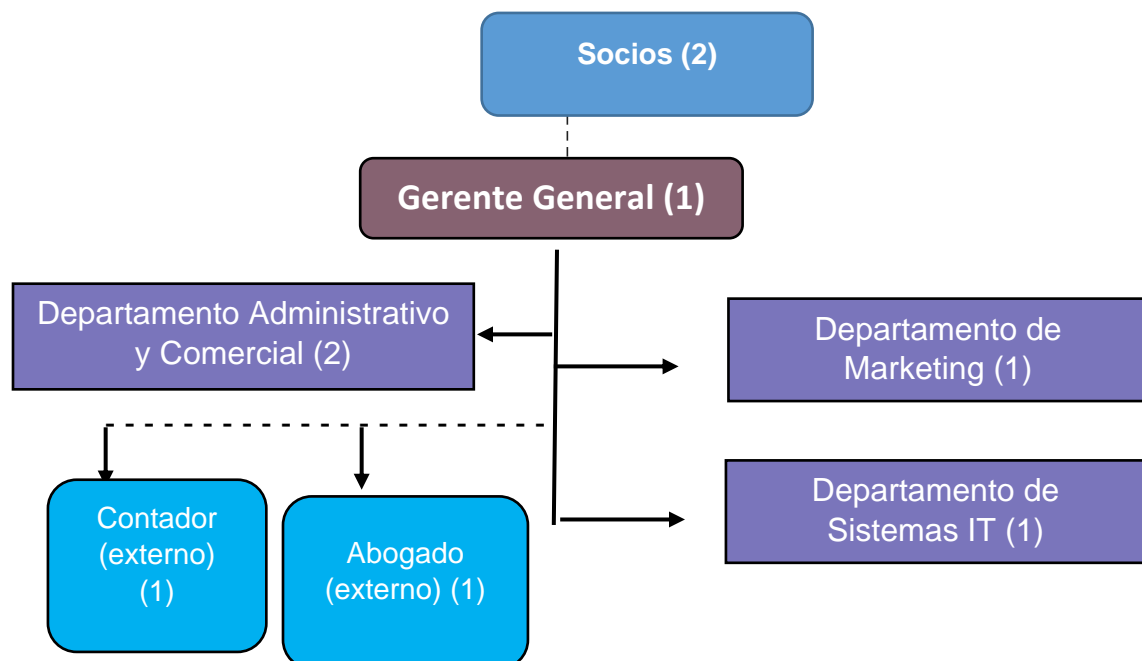 Socios (2)
Gerente General (1)
Departamento Administrativo
y Comercial (2)
Departamento de
Marketing (1)
Departamento de
Sistemas IT (1)
Contador
(externo)
(1)
Abogado
(externo) (1)